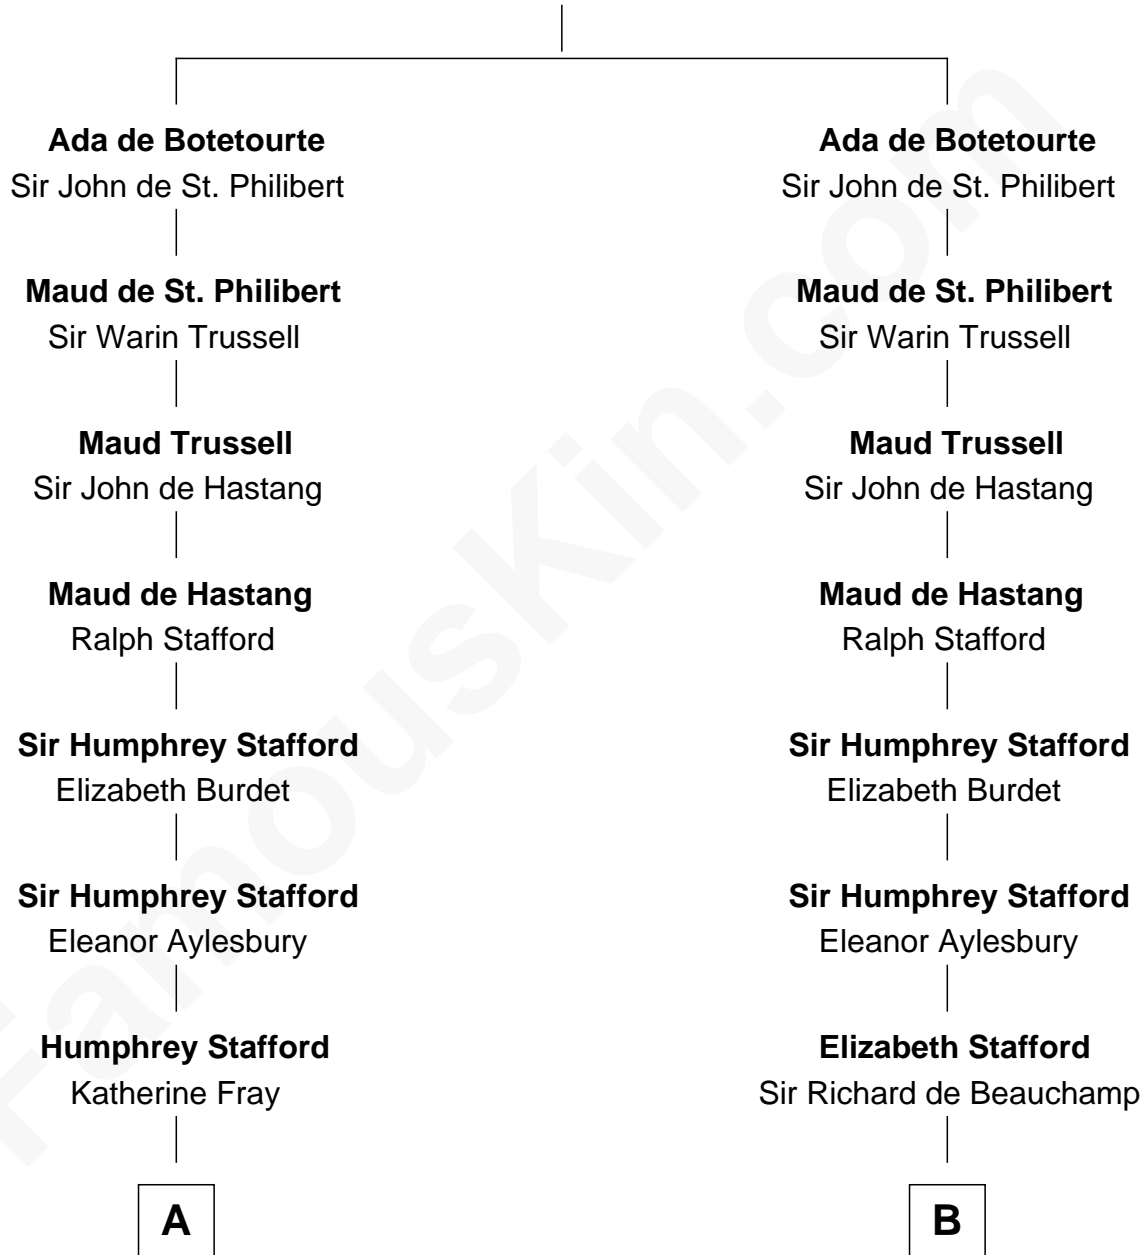 Ada de Botetourte
Sir John de St. Philibert
Maud de St. Philibert
Sir Warin Trussell
Maud Trussell
Sir John de Hastang
Maud de Hastang
Ralph Stafford
Sir Humphrey Stafford
Elizabeth Burdet
Sir Humphrey Stafford
Eleanor Aylesbury
Humphrey Stafford
Katherine Fray
A
Ada de Botetourte
Sir John de St. Philibert
Maud de St. Philibert
Sir Warin Trussell
Maud Trussell
Sir John de Hastang
Maud de Hastang
Ralph Stafford
Sir Humphrey Stafford
Elizabeth Burdet
Sir Humphrey Stafford
Eleanor Aylesbury
Elizabeth Stafford
Sir Richard de Beauchamp
B
FamousKin.com